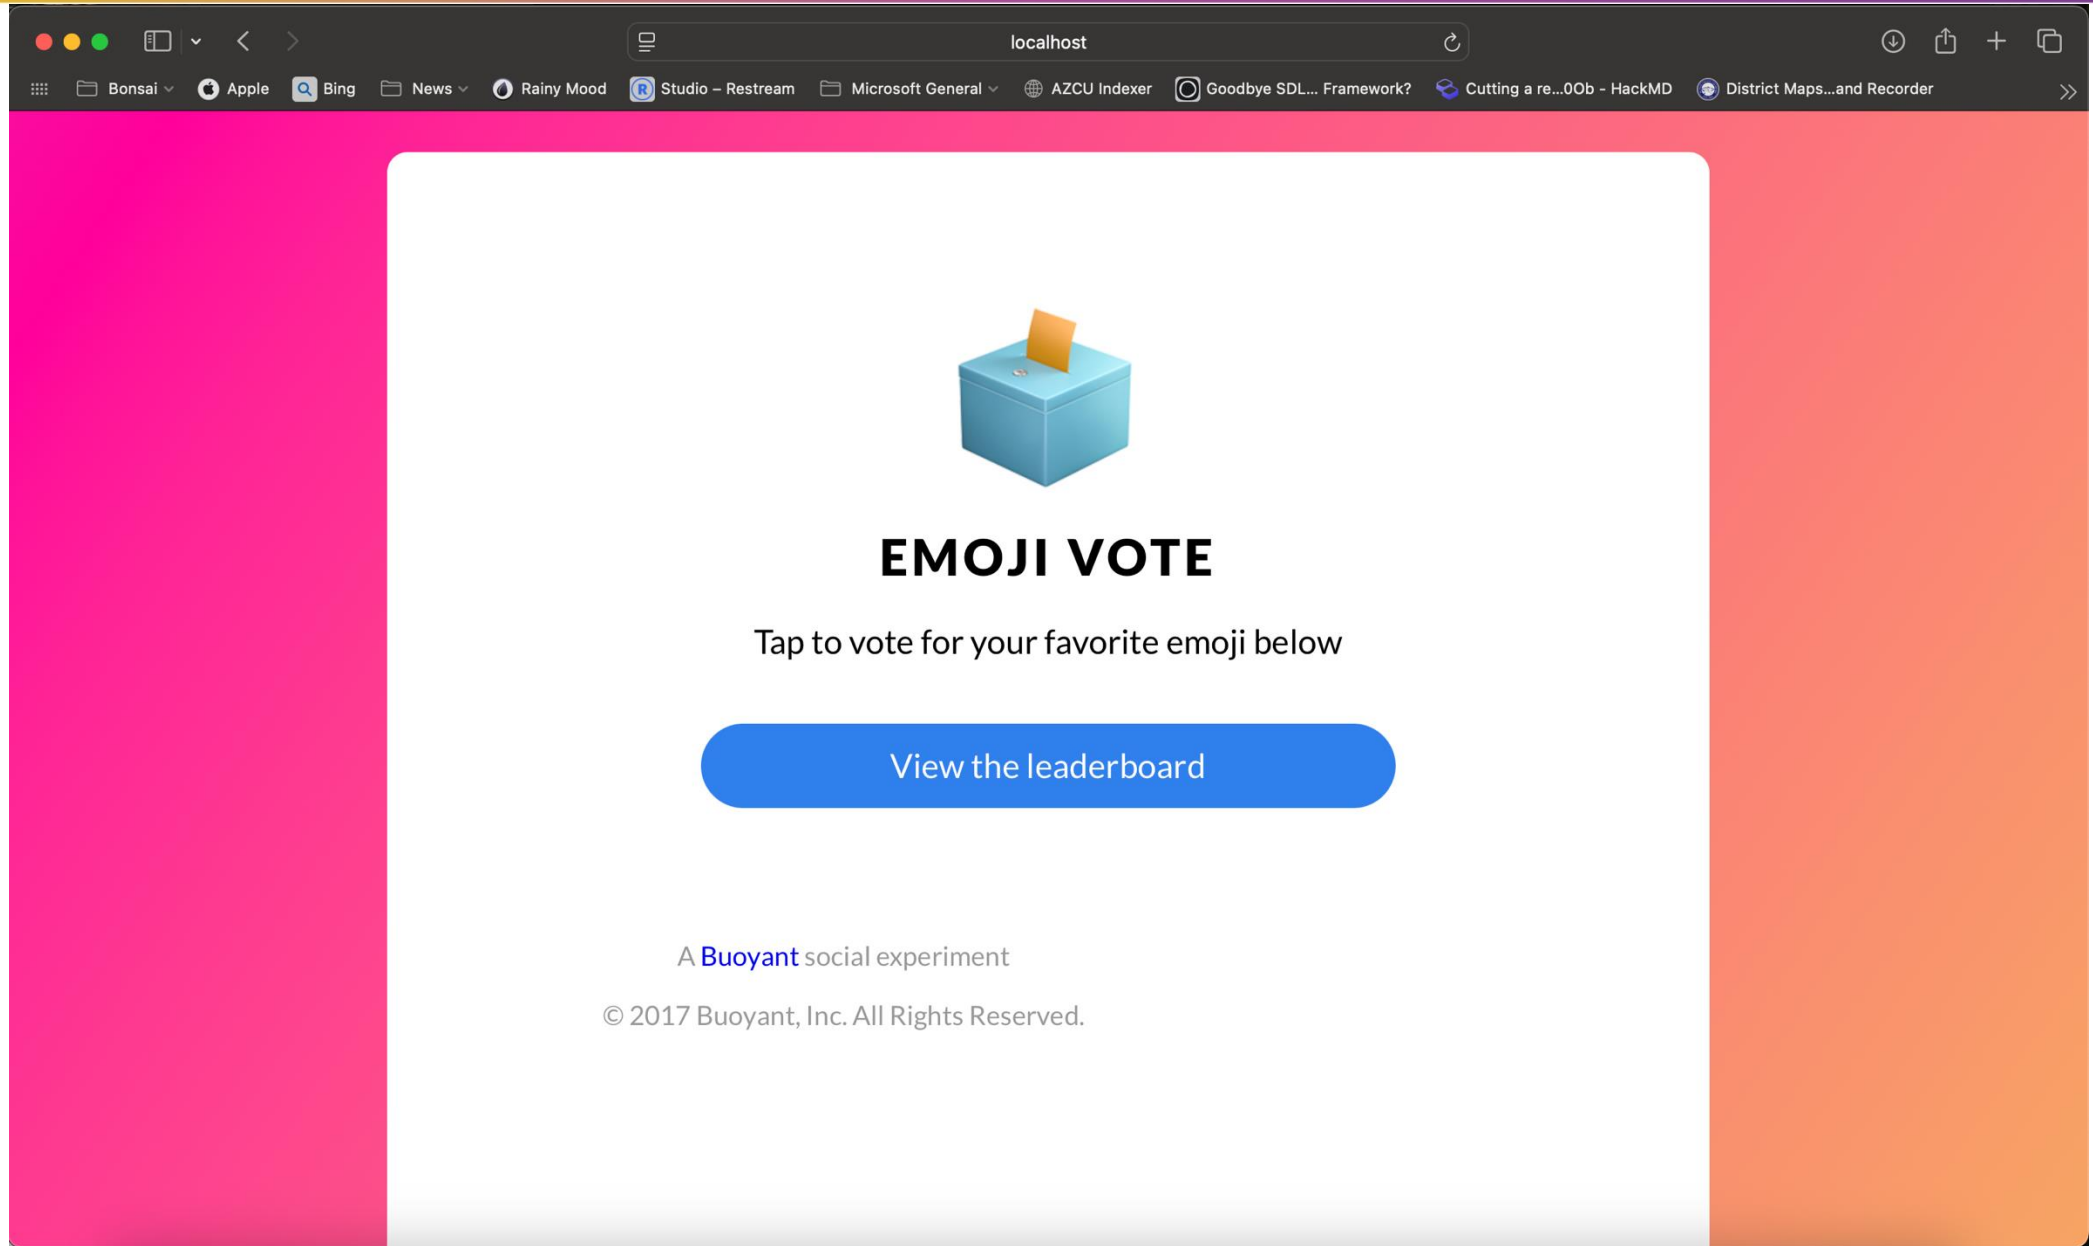 localhost
Bonsai Apple Bing News Rainy Mood Studio – Restream Microsoft General AZCU Indexer Goodbye SDL... Framework? Cutting a re...0Ob - HackMD District Maps...and Recorder
EMOJI VOTE
Tap to vote for your favorite emoji below
View the leaderboard
A Buoyant social experiment
© 2017 Buoyant, Inc. All Rights Reserved.